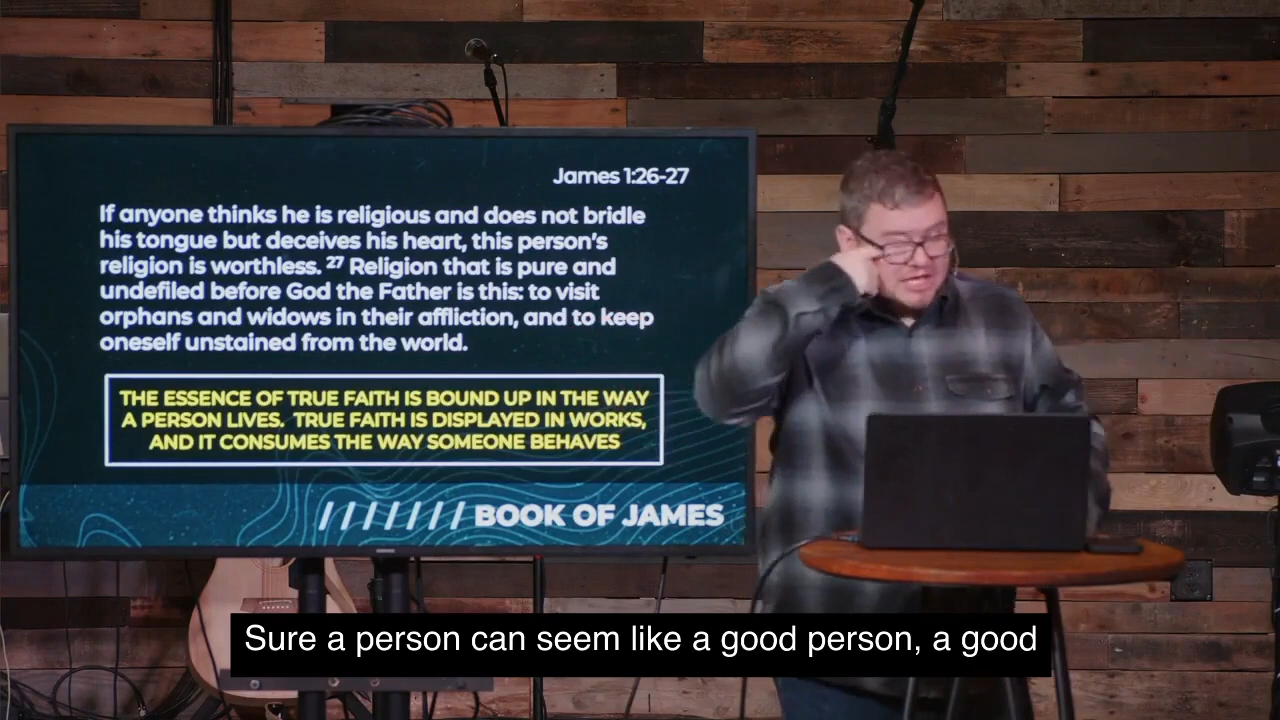 James 1:26-27
If anyone thinks he is religious and does not bridle
his tongue but deceives his heart, this person's
religion is worthless. ²⁷ Religion that is pure and
undefiled before God the Father is this: to visit
orphans and widows in their affliction, and to keep
oneself unstained from the world.
THE ESSENCE OF TRUE FAITH IS BOUND UP IN THE WAY
A PERSON LIVES. TRUE FAITH IS DISPLAYED IN WORKS,
AND IT CONSUMES THE WAY SOMEONE BEHAVES
/////// BOOK OF JAMES
Sure a person can seem like a good person, a good